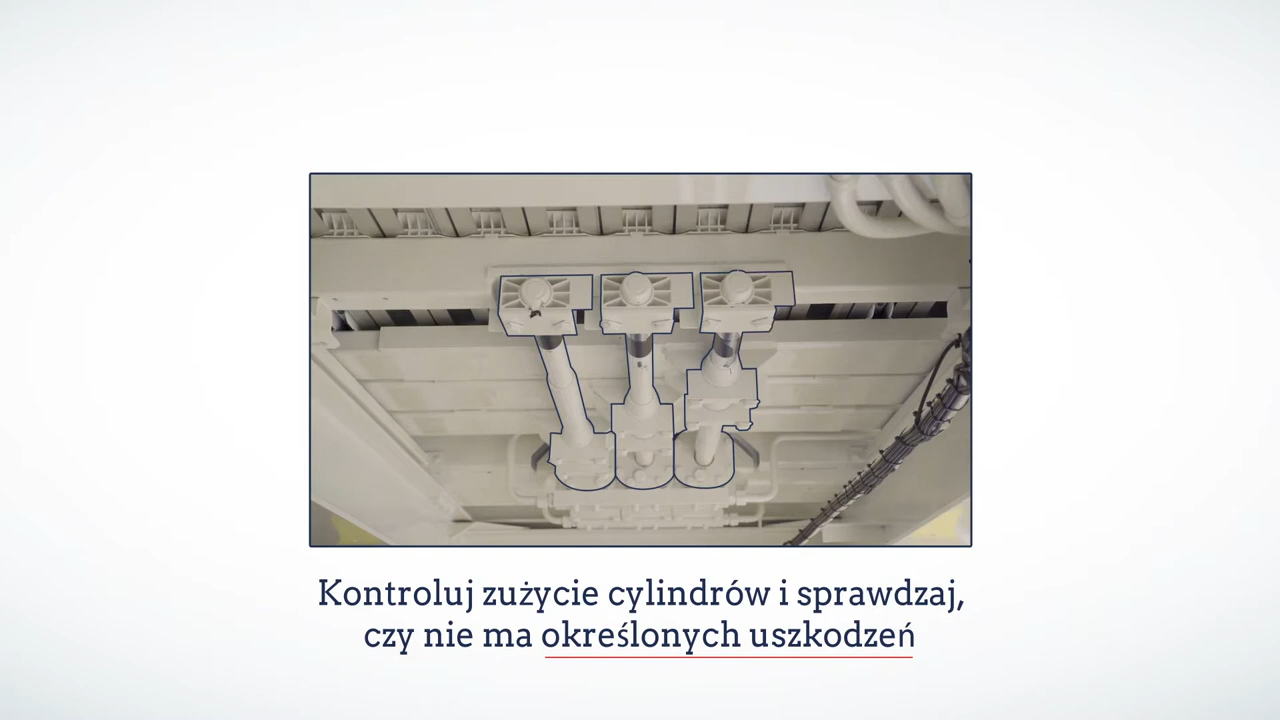 Kontroluj zużycie cylindrów i sprawdzaj,
czy nie ma określonych uszkodzeń